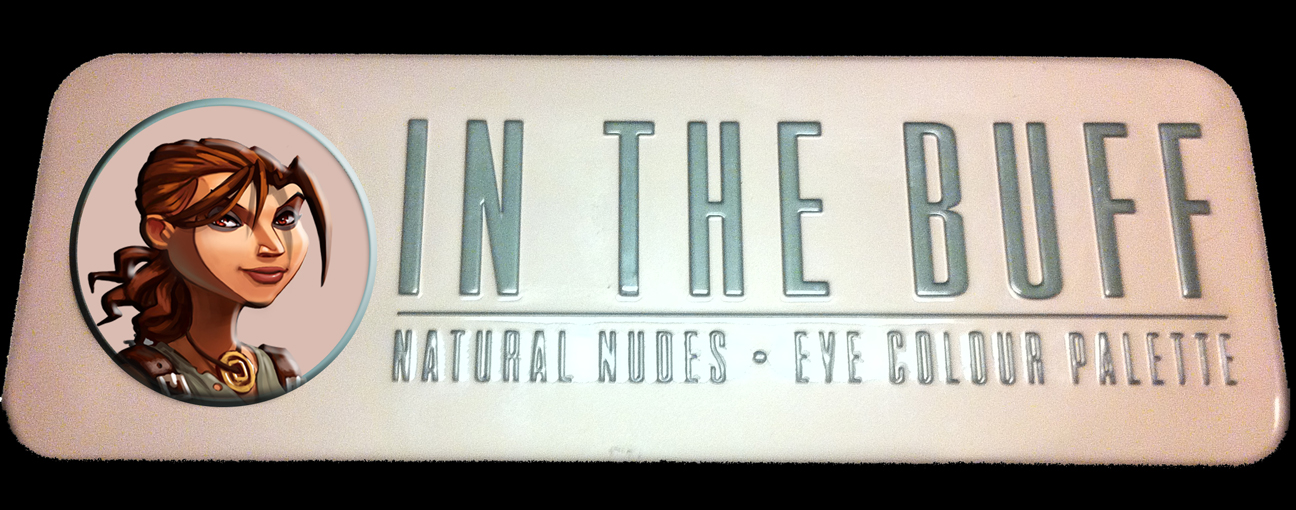 IN THE BUFF
NATURAL NUDES • EYE COLOUR PALETTE